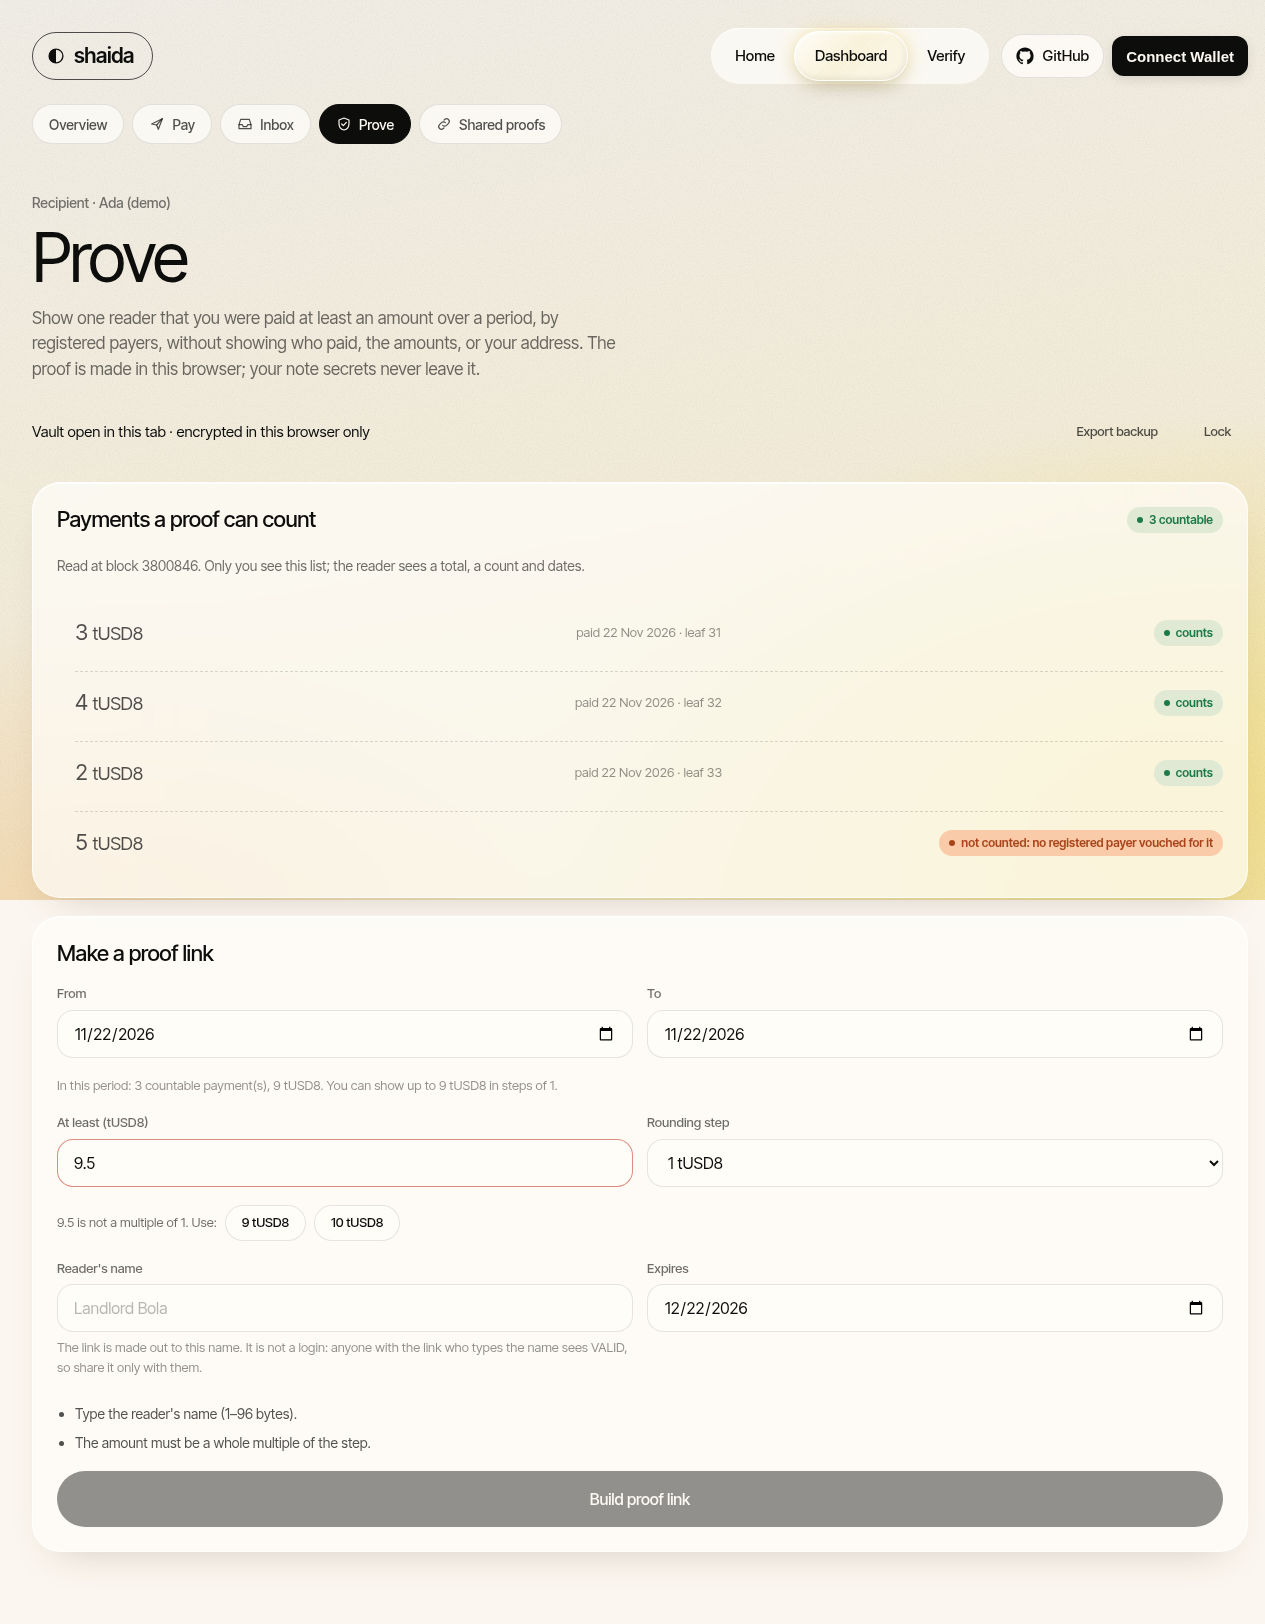 shaida
Home
Dashboard
Verify
GitHub
Connect Wallet
Overview
Pay
Inbox
Prove
Shared proofs
Recipient · Ada (demo)
Prove
Show one reader that you were paid at least an amount over a period, by
registered payers, without showing who paid, the amounts, or your address. The
proof is made in this browser; your note secrets never leave it.
Vault open in this tab · encrypted in this browser only
Export backup
Lock
Payments a proof can count
3 countable
Read at block 3800846. Only you see this list; the reader sees a total, a count and dates.
3 tUSD8
paid 22 Nov 2026 · leaf 31
counts
4 tUSD8
paid 22 Nov 2026 · leaf 32
counts
2 tUSD8
paid 22 Nov 2026 · leaf 33
counts
5 tUSD8
not counted: no registered payer vouched for it
Make a proof link
From
To
11/22/2026
11/22/2026
In this period: 3 countable payment(s), 9 tUSD8. You can show up to 9 tUSD8 in steps of 1.
At least (tUSD8)
Rounding step
9.5
1 tUSD8
9.5 is not a multiple of 1. Use:
9 tUSD8
10 tUSD8
Reader's name
Expires
Landlord Bola
12/22/2026
The link is made out to this name. It is not a login: anyone with the link who types the name sees VALID,
so share it only with them.
• Type the reader's name (1–96 bytes).
• The amount must be a whole multiple of the step.
Build proof link